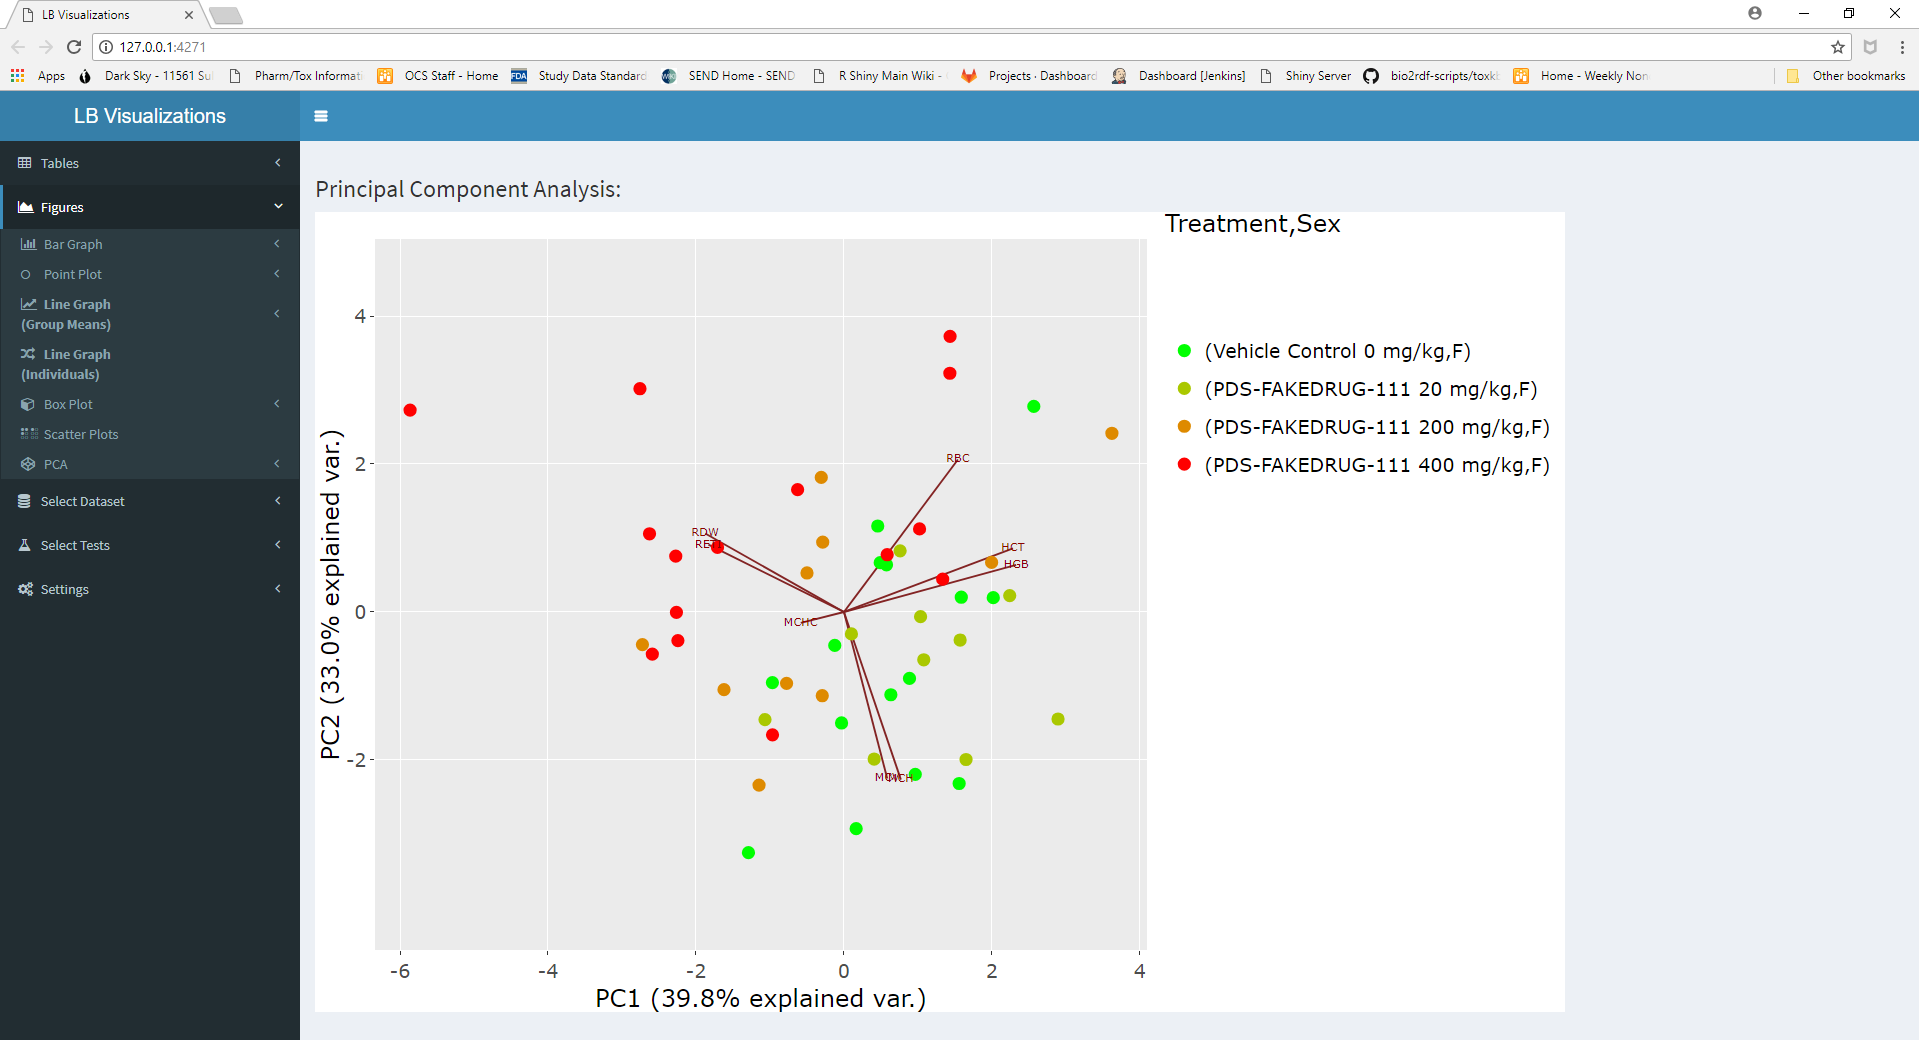 LB Visualizations
127.0.0.1:4271
Apps
Dark Sky - 11561 Su
Pharm/Tox Informati
OCS Staff - Home
FDA
Study Data Standard
WIKI
SEND Home - SEND
R Shiny Main Wiki -
Projects · Dashboard
Dashboard [Jenkins]
Shiny Server
bio2rdf-scripts/toxkb
Home - Weekly Non
Other bookmarks
LB Visualizations
Tables
Figures
Bar Graph
Point Plot
Line Graph
(Group Means)
Line Graph
(Individuals)
Box Plot
Scatter Plots
PCA
Select Dataset
Select Tests
Settings
Principal Component Analysis:
Treatment,Sex
(Vehicle Control 0 mg/kg,F)
(PDS-FAKEDRUG-111 20 mg/kg,F)
(PDS-FAKEDRUG-111 200 mg/kg,F)
(PDS-FAKEDRUG-111 400 mg/kg,F)
PC2 (33.0% explained var.)
4
2
0
-2
RBC
RDW
HCT
HGB
MCHC
MCH
-6
-4
-2
0
2
4
PC1 (39.8% explained var.)